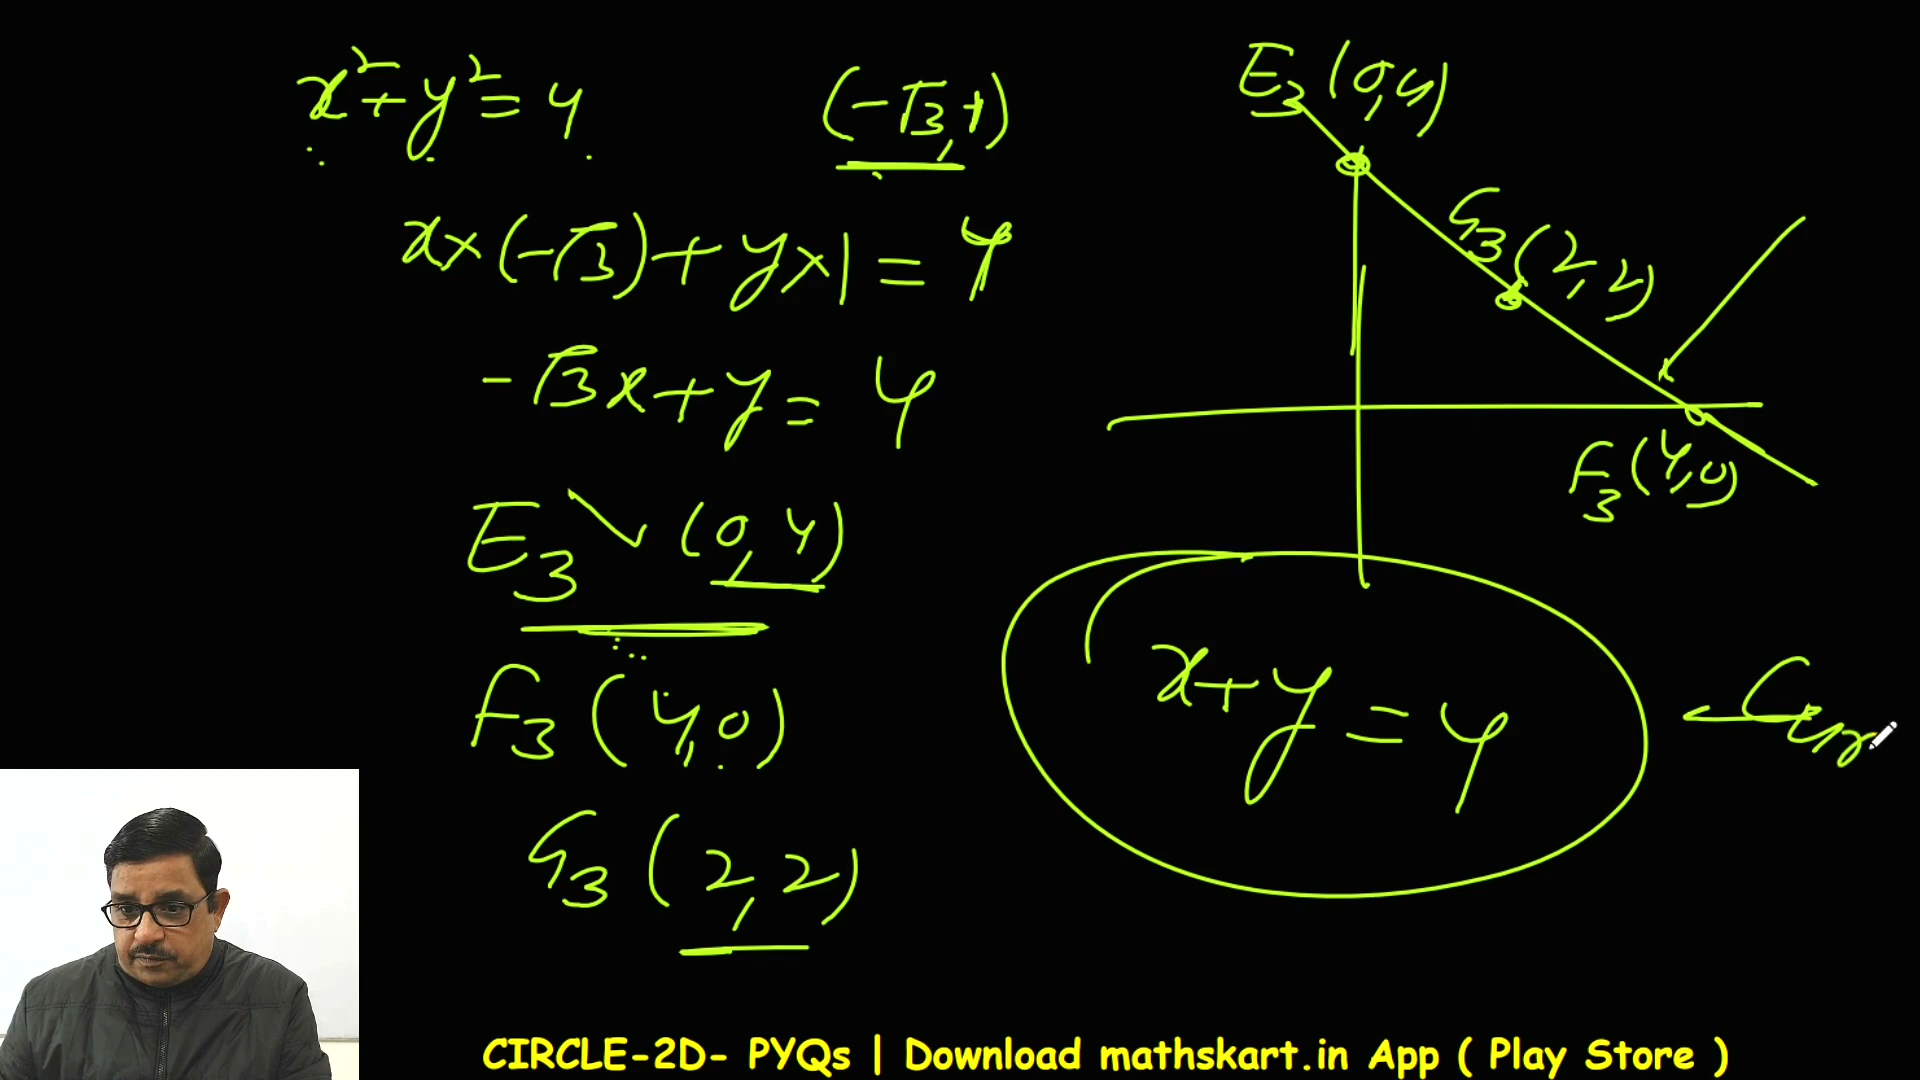 x² + y² = 4
(-√3, 1)
x×(-√3) + y×1 = 4
-√3x + y = 4
E₃ (0, 4)
F₃ (4, 0)
G₃ (2, 2)
E₃ (0, 4)
G₃ (2, 2)
F₃ (4, 0)
x + y = 4
CIRCLE-2D- PYQs | Download mathskart.in App ( Play Store )